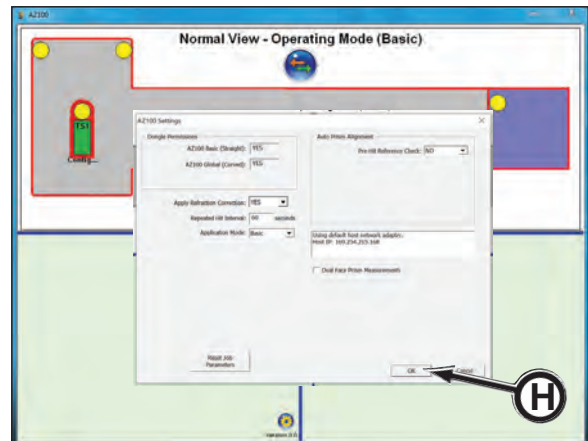 AZ100
Normal View - Operating Mode (Basic)
TS1
Config...
AZ100 Settings
Dongle Permissions
AZ100 Basic (Straight): YES
AZ100 Global (Curved): YES
Apply Refraction Correction: YES
Repeated Hit Interval: 60 seconds
Application Mode: Basic
Reset Job
Parameters
Auto Prism Alignment
Pre Hit Reference Check: NO
Using default host network adapter.
Host IP: 169.254.215.168
Dual Face Prism Measurements
OK
Cancel
H